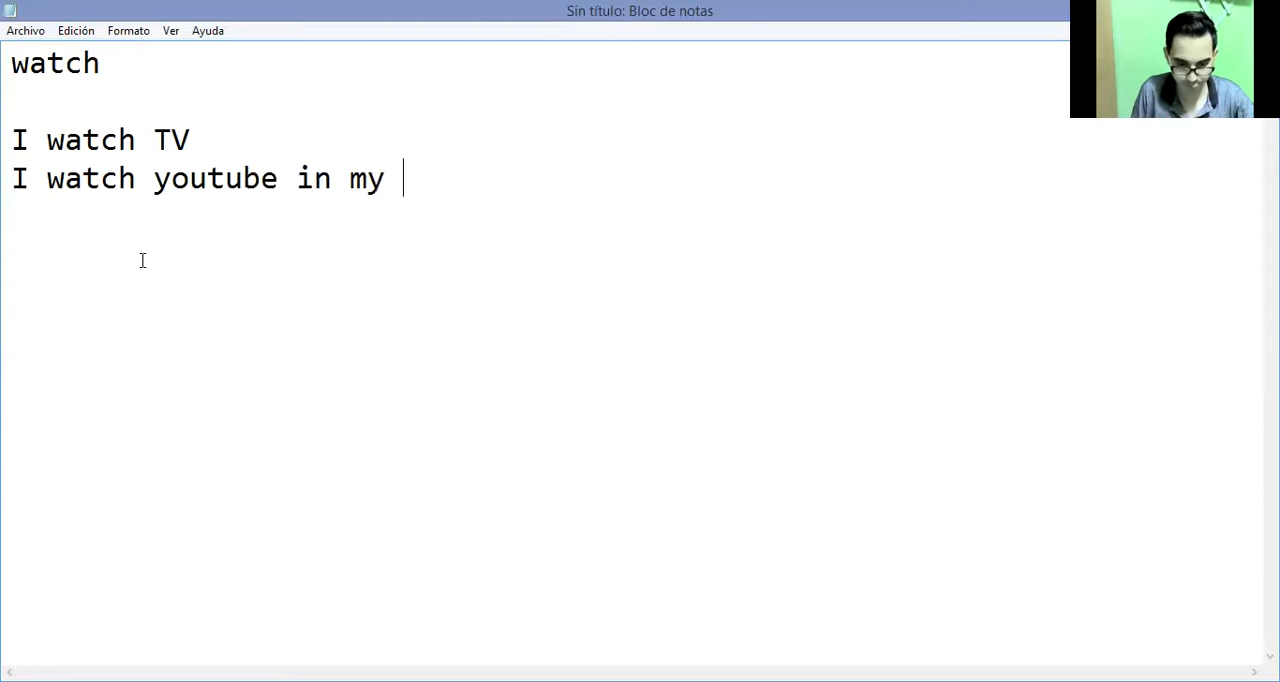 Sin título: Bloc de notas
Archivo Edición Formato Ver Ayuda
watch
I watch TV
I watch youtube in my